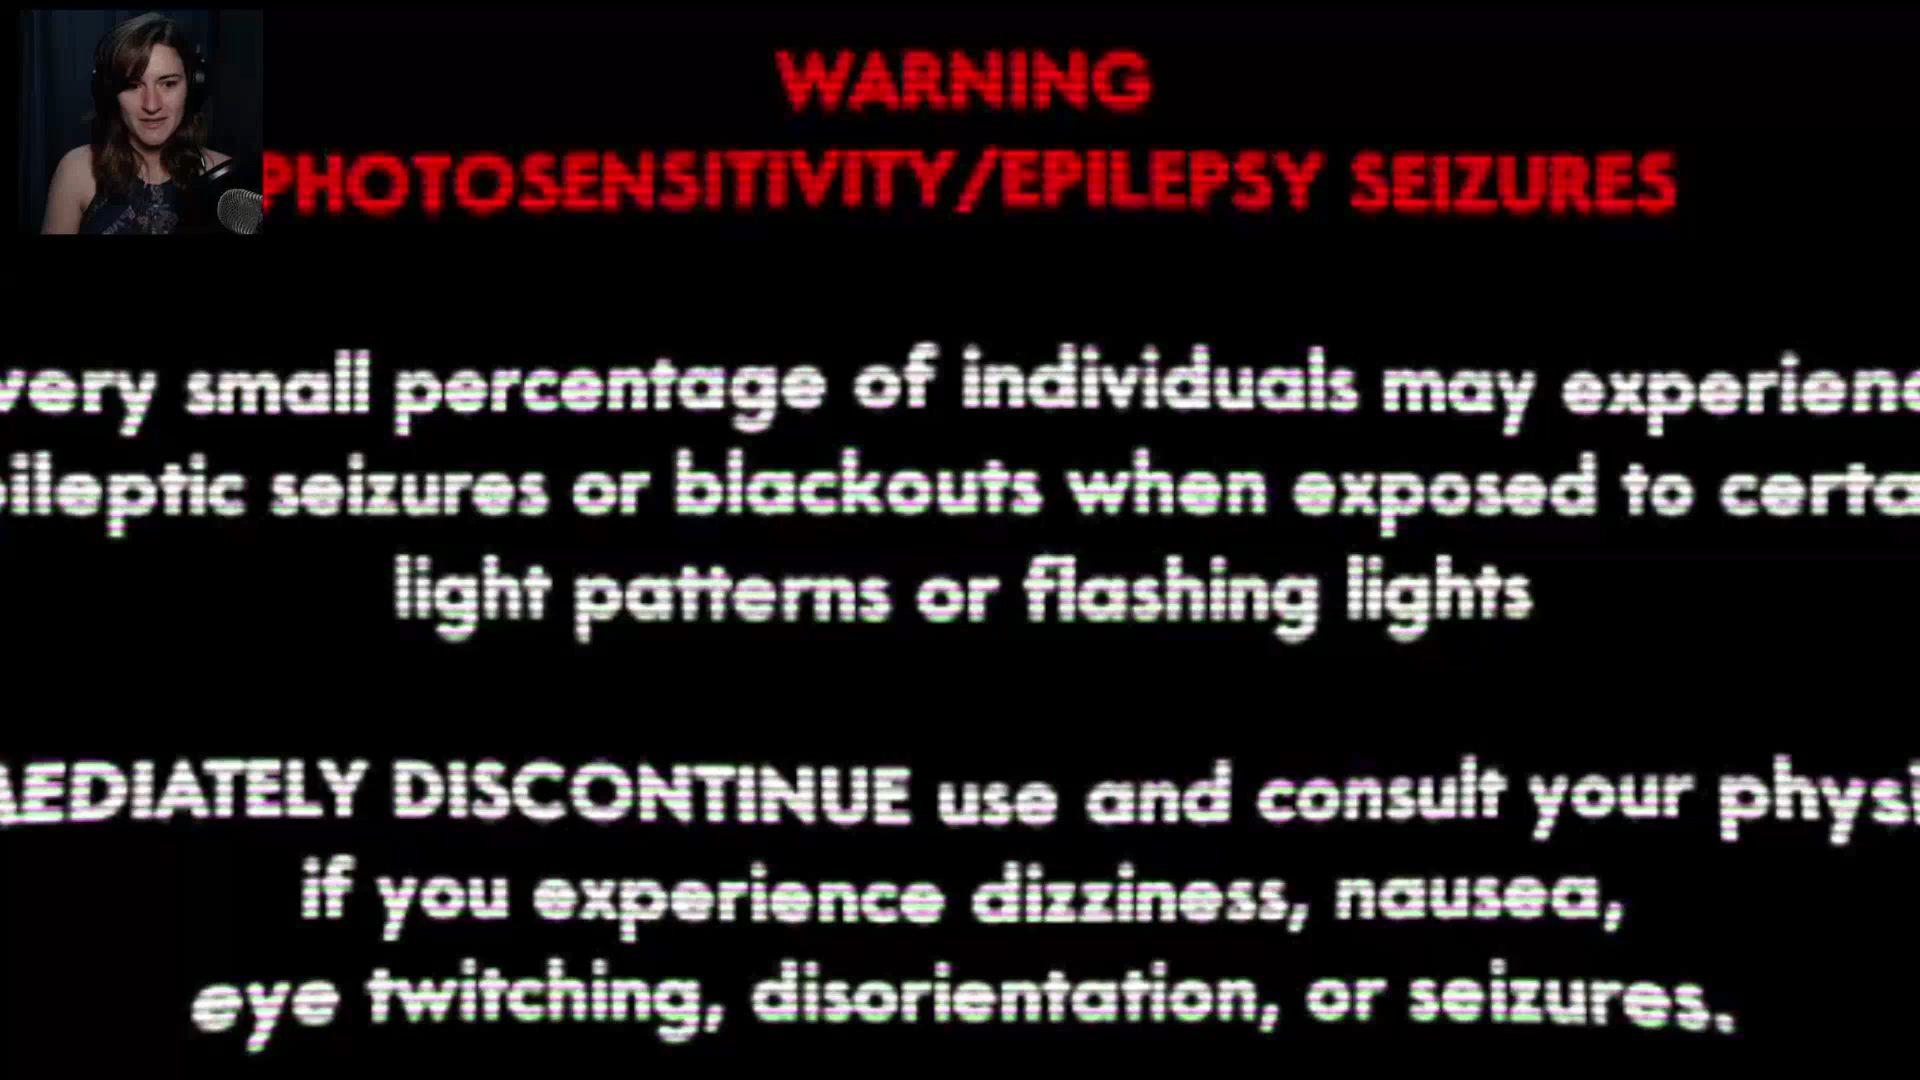 WARNING
PHOTOSENSITIVITY/EPILEPSY SEIZURES
very small percentage of individuals may experienc
pileptic seizures or blackouts when exposed to certa
light patterns or flashing lights
MEDIATELY DISCONTINUE use and consult your physi
if you experience dizziness, nausea,
eye twitching, disorientation, or seizures.